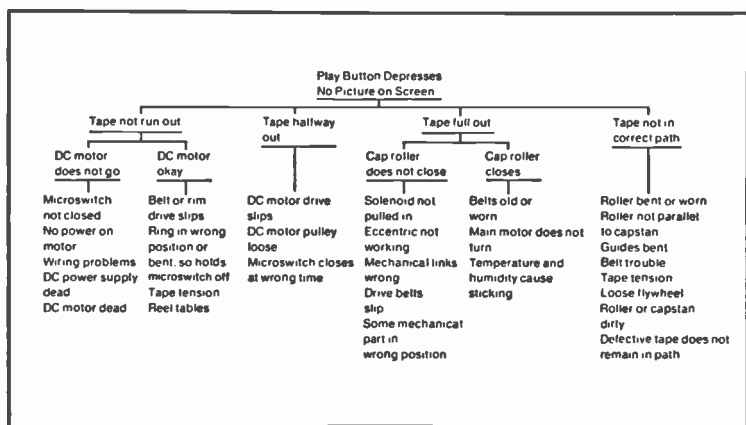 Play Button Depresses
No Picture on Screen
Tape not run out
DC motor
does not go
Microswitch
not closed
No power on
motor
Wiring problems
DC power supply
dead
DC motor dead
DC motor
okay
Belt or rim
drive slips
Ring in wrong
position or
bent, so holds
microswitch off
Tape tension
Reel tables
Tape halfway
out
DC motor drive
slips
DC motor pulley
loose
Microswitch closes
at wrong time
Tape full out
Cap roller
does not close
Solenoid not
pulled in
Eccentric not
working
Mechanical links
wrong
Drive belts
slip
Some mechanical
part in
wrong position
Cap roller
closes
Belts old or
worn
Main motor does not
turn
Temperature and
humidity cause
sticking
Tape not in
correct path
Roller bent or worn
Roller not parallel
to capstan
Guides bent
Belt trouble
Tape tension
Loose flywheel
Roller or capstan
dirty
Defective tape does not
remain in path